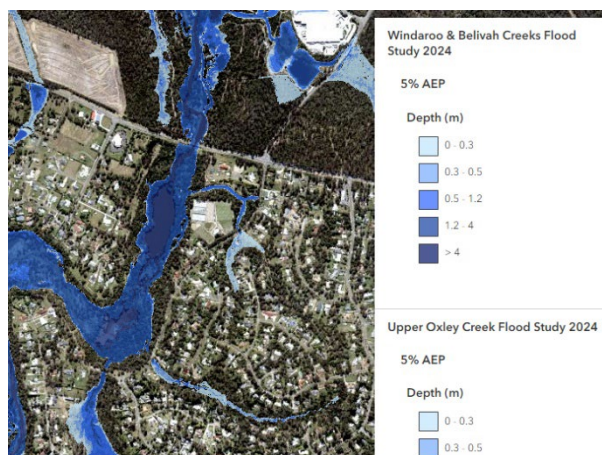 Windaroo & Belivah Creeks Flood
Study 2024
5% AEP
Depth (m)
0 - 0.3
0.3 - 0.5
0.5 - 1.2
1.2 - 4
> 4
Upper Oxley Creek Flood Study 2024
5% AEP
Depth (m)
0 - 0.3
0.3 - 0.5